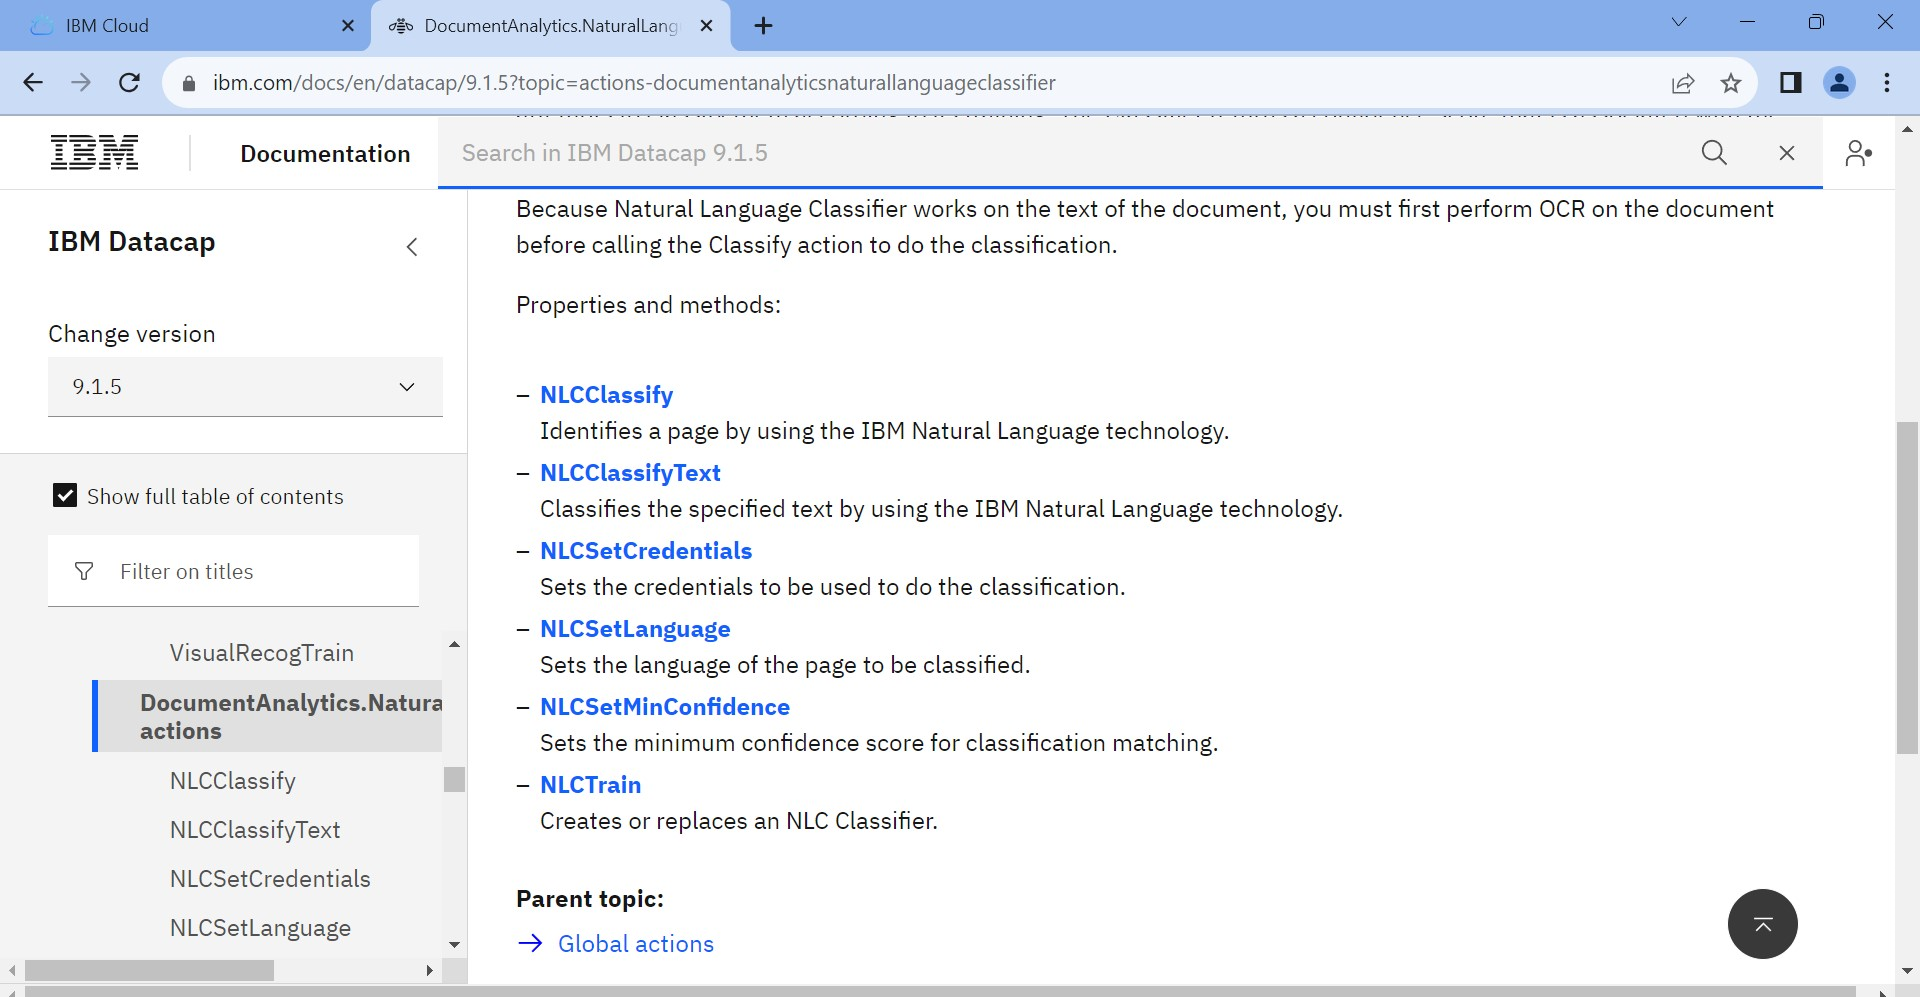 IBM Cloud
DocumentAnalytics.NaturalLang
ibm.com/docs/en/datacap/9.1.5?topic=actions-documentanalyticsnaturallanguageclassifier
IBM
Documentation
Search in IBM Datacap 9.1.5
IBM Datacap
Change version
9.1.5
Show full table of contents
Filter on titles
VisualRecogTrain
DocumentAnalytics.Natura
actions
NLCClassify
NLCClassifyText
NLCSetCredentials
NLCSetLanguage
Because Natural Language Classifier works on the text of the document, you must first perform OCR on the document
before calling the Classify action to do the classification.
Properties and methods:
– NLCClassify
Identifies a page by using the IBM Natural Language technology.
– NLCClassifyText
Classifies the specified text by using the IBM Natural Language technology.
– NLCSetCredentials
Sets the credentials to be used to do the classification.
– NLCSetLanguage
Sets the language of the page to be classified.
– NLCSetMinConfidence
Sets the minimum confidence score for classification matching.
– NLCTrain
Creates or replaces an NLC Classifier.
Parent topic:
→ Global actions